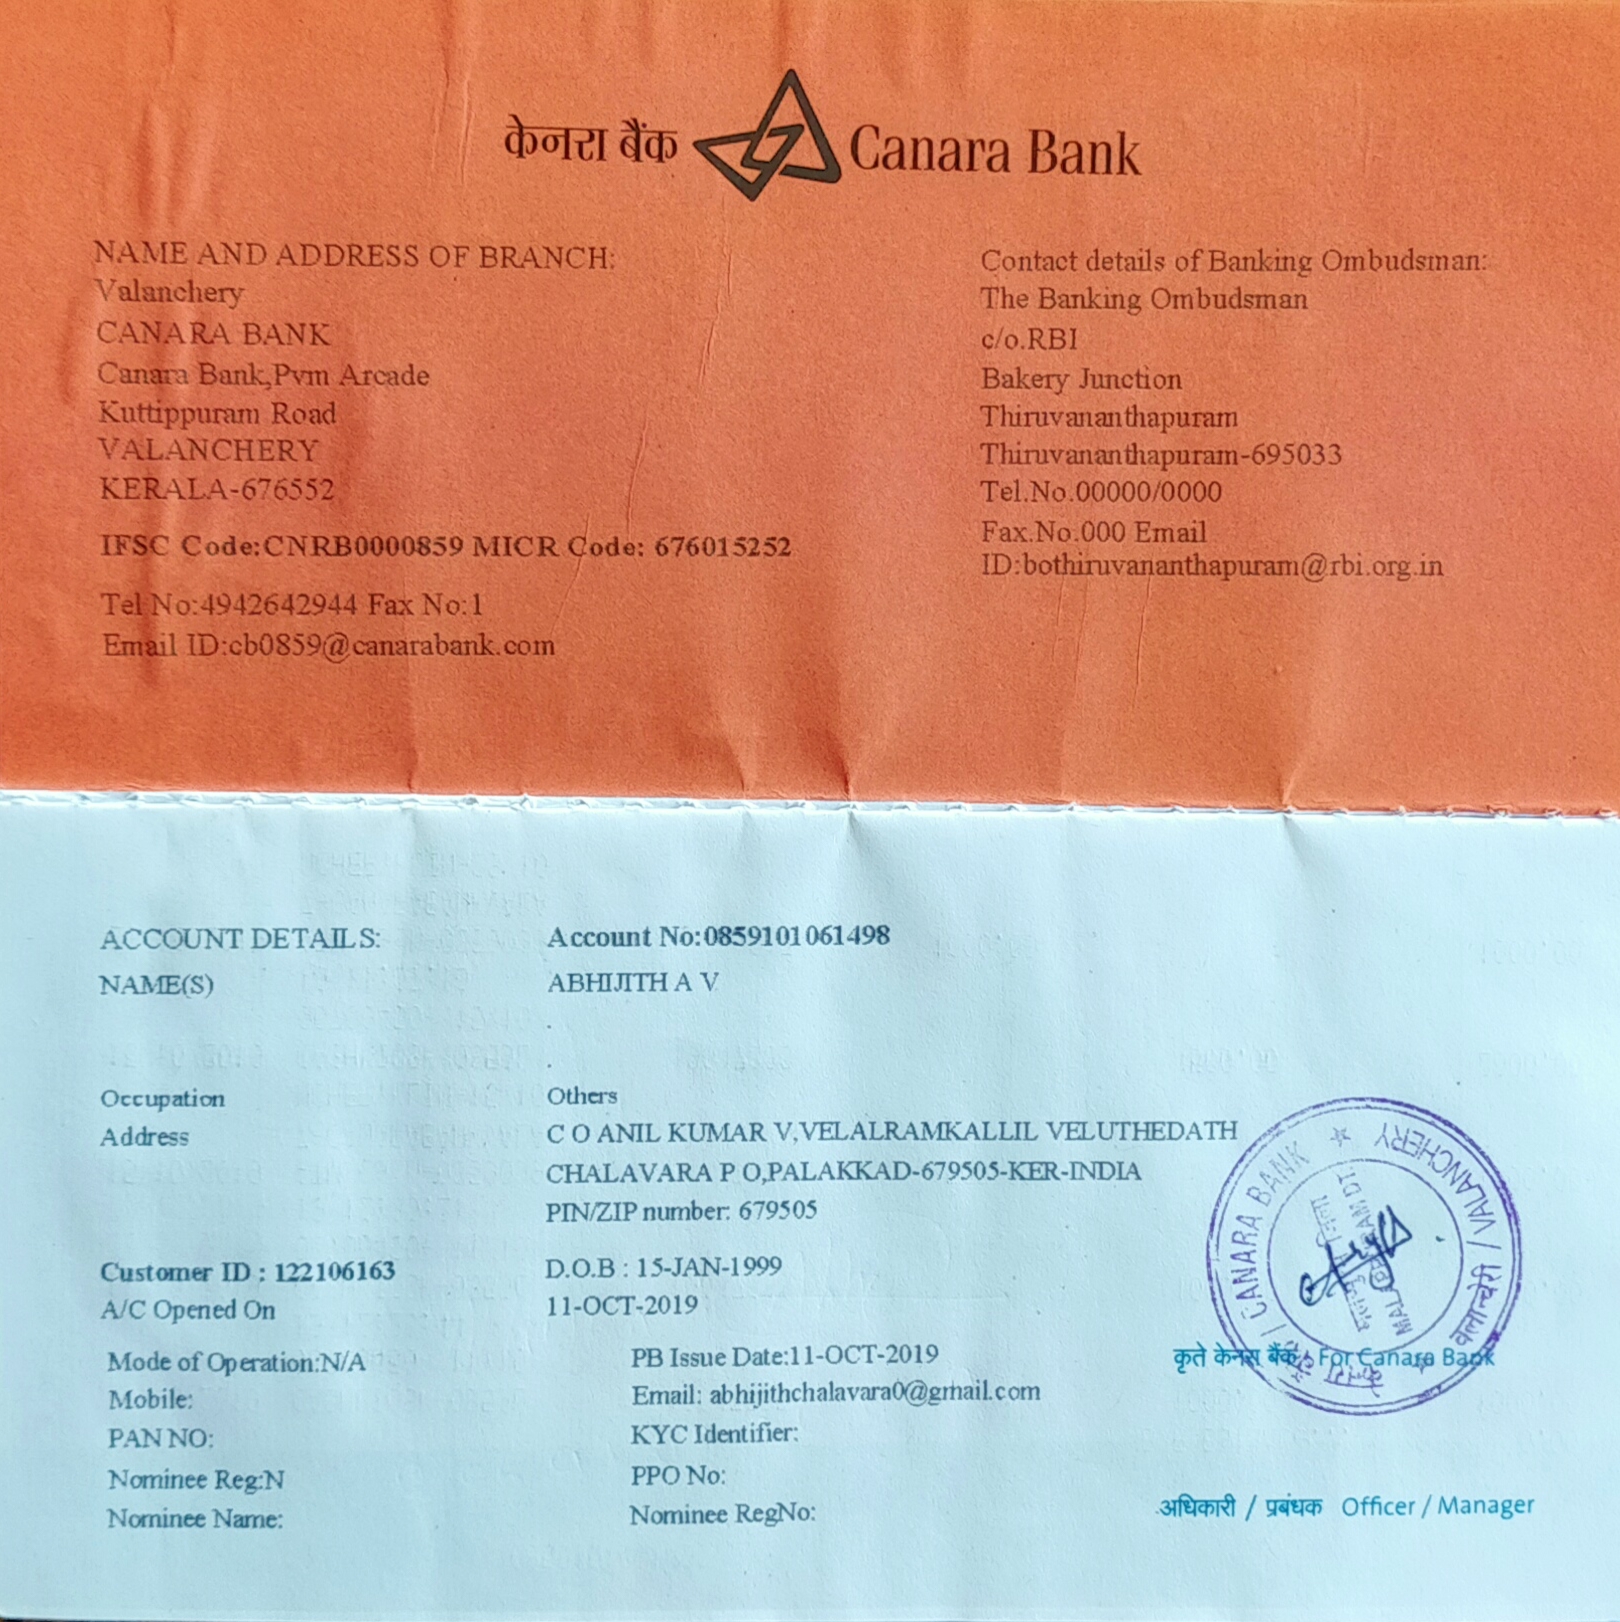 केनरा बैंक Canara Bank
NAME AND ADDRESS OF BRANCH:
Valanchery
CANARA BANK
Canara Bank,Pvm Arcade
Kuttippuram Road
VALANCHERY
KERALA-676552
IFSC Code:CNRB0000859 MICR Code: 676015252
Tel No:4942642944 Fax No:1
Email ID:cb0859@canarabank.com
Contact details of Banking Ombudsman:
The Banking Ombudsman
c/o.RBI
Bakery Junction
Thiruvananthapuram
Thiruvananthapuram-695033
Tel.No.00000/0000
Fax.No.000 Email
ID:bothiruvananthapuram@rbi.org.in
ACCOUNT DETAILS: Account No:0859101061498
NAME(S) ABHIJITH A V
.
.
Occupation Others
Address C O ANIL KUMAR V,VELALRAMKALLIL VELUTHEDATH
CHALAVARA P O,PALAKKAD-679505-KER-INDIA
PIN/ZIP number: 679505
Customer ID : 122106163 D.O.B : 15-JAN-1999
A/C Opened On 11-OCT-2019
Mode of Operation:N/A PB Issue Date:11-OCT-2019
Mobile: Email: abhijithchalavara0@gmail.com
PAN NO: KYC Identifier:
Nominee Reg:N PPO No:
Nominee Name: Nominee RegNo:
CANARA BANK
वलान्चेरी / VALANCHERY
कृते केनरा बैंक / For Canara Bank
अधिकारी / प्रबंधक Officer / Manager